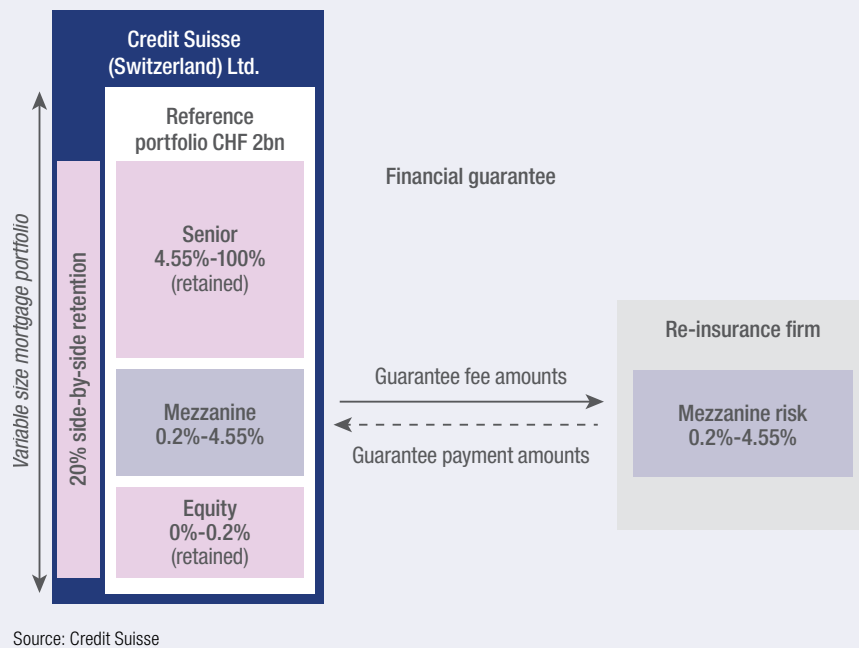 Credit Suisse
(Switzerland) Ltd.
Reference
portfolio CHF 2bn
Variable size mortgage portfolio
20% side-by-side retention
Senior
4.55%-100%
(retained)
Mezzanine
0.2%-4.55%
Equity
0%-0.2%
(retained)
Financial guarantee
Guarantee fee amounts
Guarantee payment amounts
Re-insurance firm
Mezzanine risk
0.2%-4.55%
Source: Credit Suisse